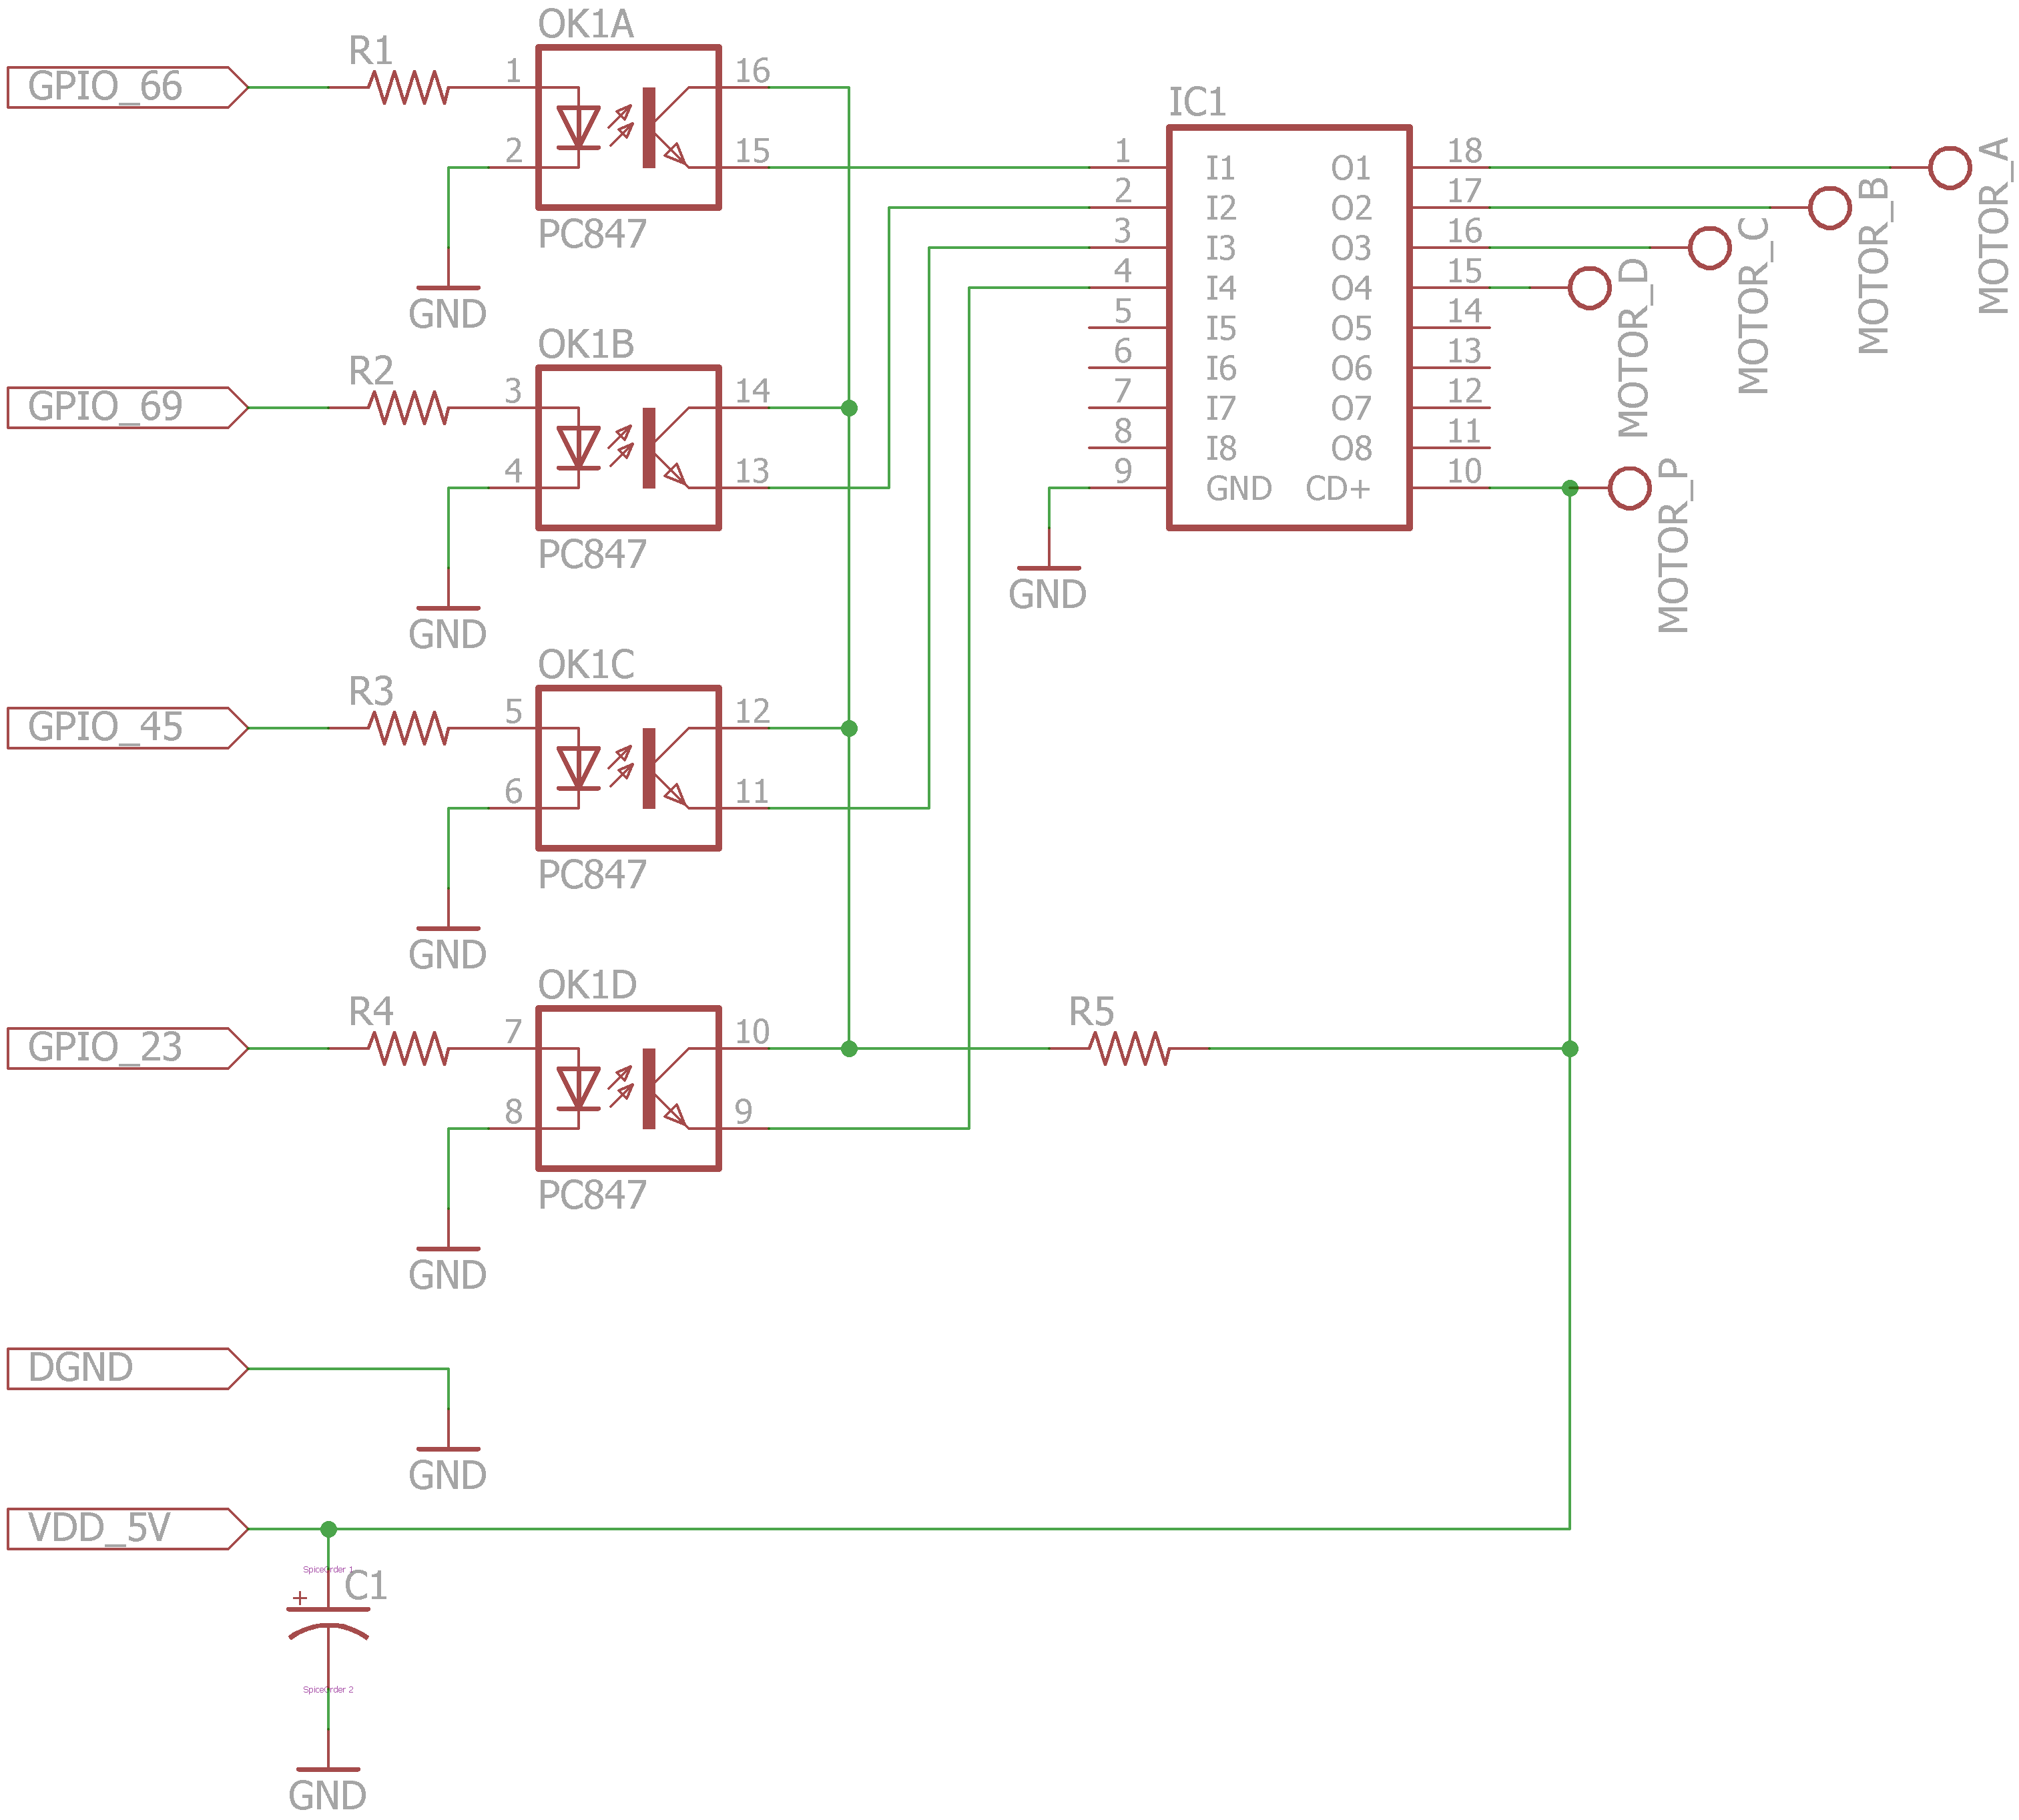 OK1A
R1
GPIO_66
1
16
2
15
PC847
GND
OK1B
R2
GPIO_69
3
14
4
13
PC847
GND
OK1C
R3
GPIO_45
5
12
6
11
PC847
GND
OK1D
R4
GPIO_23
7
10
8
9
PC847
GND
R5
IC1
1 I1 O1 18
2 I2 O2 17
3 I3 O3 16
4 I4 O4 15
5 I5 O5 14
6 I6 O6 13
7 I7 O7 12
8 I8 O8 11
9 GND CD+ 10
GND
MOTOR_A
MOTOR_B
MOTOR_C
MOTOR_D
MOTOR_P
DGND
GND
VDD_5V
SpiceOrder 1
C1
+
SpiceOrder 2
GND